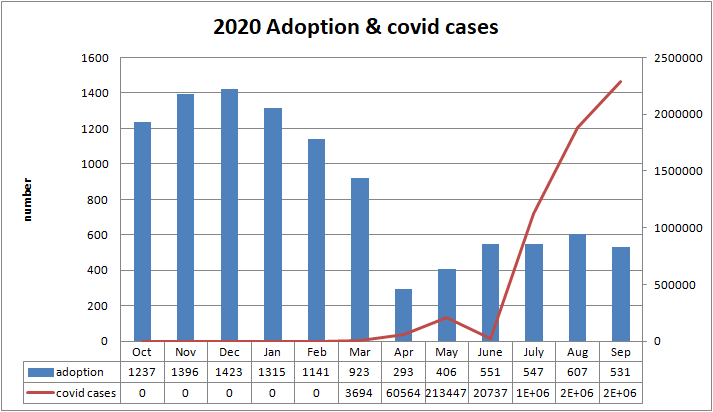 2020 Adoption & covid cases
1600 2500000
1400
1200 2000000
1000 1500000
800
600 1000000
400 500000
200
0 0
number
Oct Nov Dec Jan Feb Mar Apr May June July Aug Sep
adoption 1237 1396 1423 1315 1141 923 293 406 551 547 607 531
covid cases 0 0 0 0 0 3694 60564 213447 20737 1E+06 2E+06 2E+06